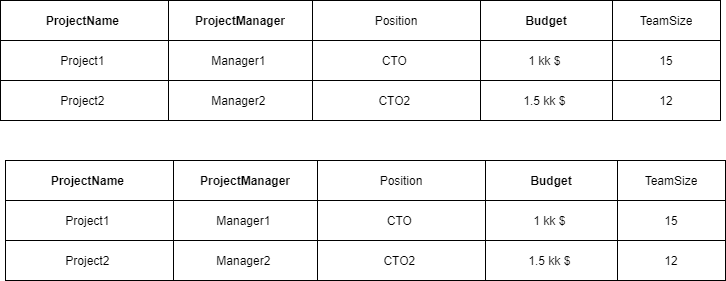 ProjectName ProjectManager Position Budget TeamSize
Project1 Manager1 CTO 1 kk $ 15
Project2 Manager2 CTO2 1.5 kk $ 12
ProjectName ProjectManager Position Budget TeamSize
Project1 Manager1 CTO 1 kk $ 15
Project2 Manager2 CTO2 1.5 kk $ 12